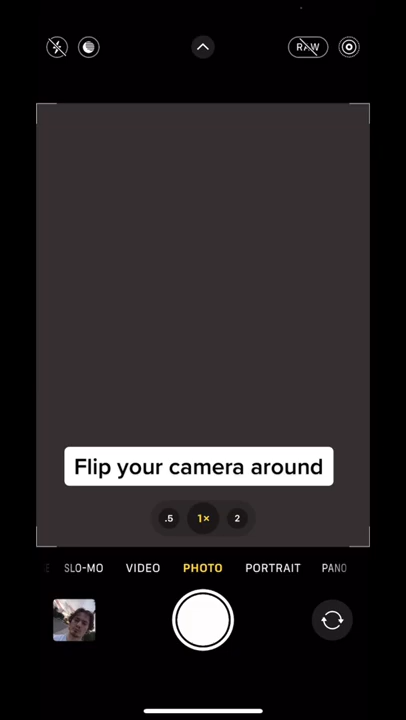 RAW
Flip your camera around
.5 1× 2
SLO-MO VIDEO PHOTO PORTRAIT PANO